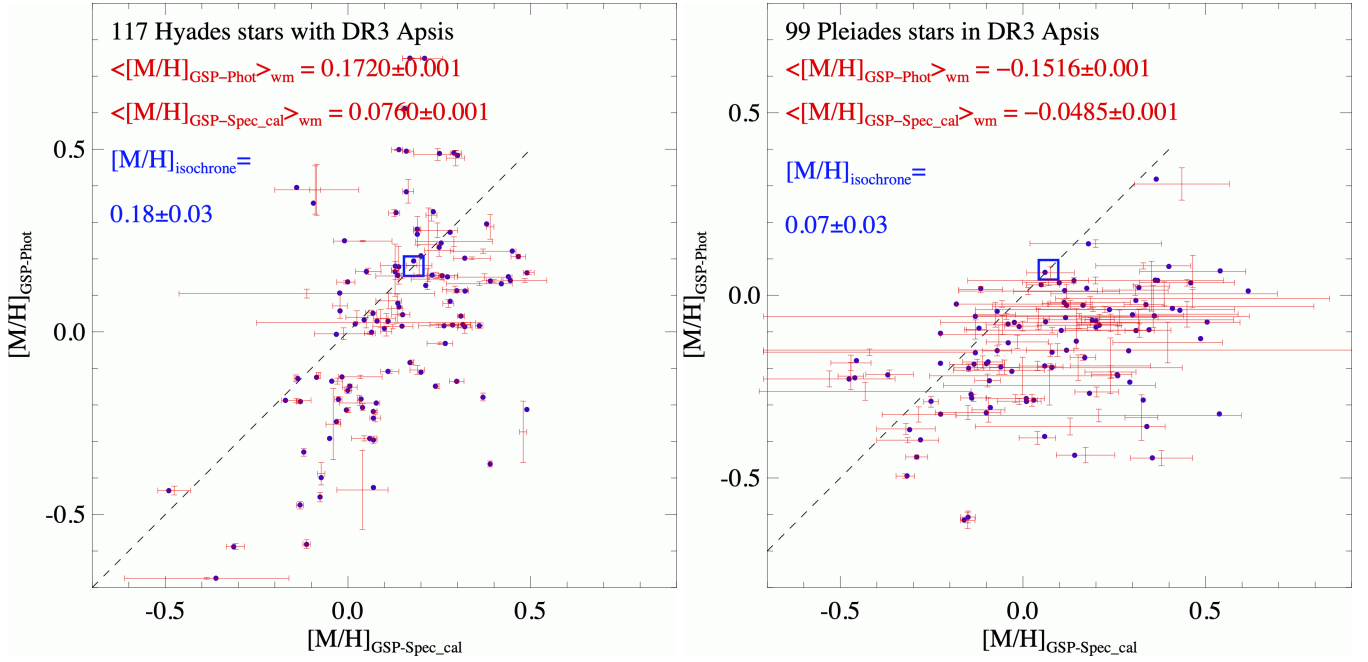 117 Hyades stars with DR3 Apsis
<[M/H]GSP-Phot>wm = 0.1720±0.001
<[M/H]GSP-Spec_cal>wm = 0.0760±0.001
[M/H]isochrone=
0.18±0.03
0.5
0.0
-0.5
[M/H]GSP-Phot
-0.5 0.0 0.5
[M/H]GSP-Spec_cal
99 Pleiades stars in DR3 Apsis
<[M/H]GSP-Phot>wm = −0.1516±0.001
<[M/H]GSP-Spec_cal>wm = −0.0485±0.001
[M/H]isochrone=
0.07±0.03
0.5
0.0
-0.5
[M/H]GSP-Phot
-0.5 0.0 0.5
[M/H]GSP-Spec_cal